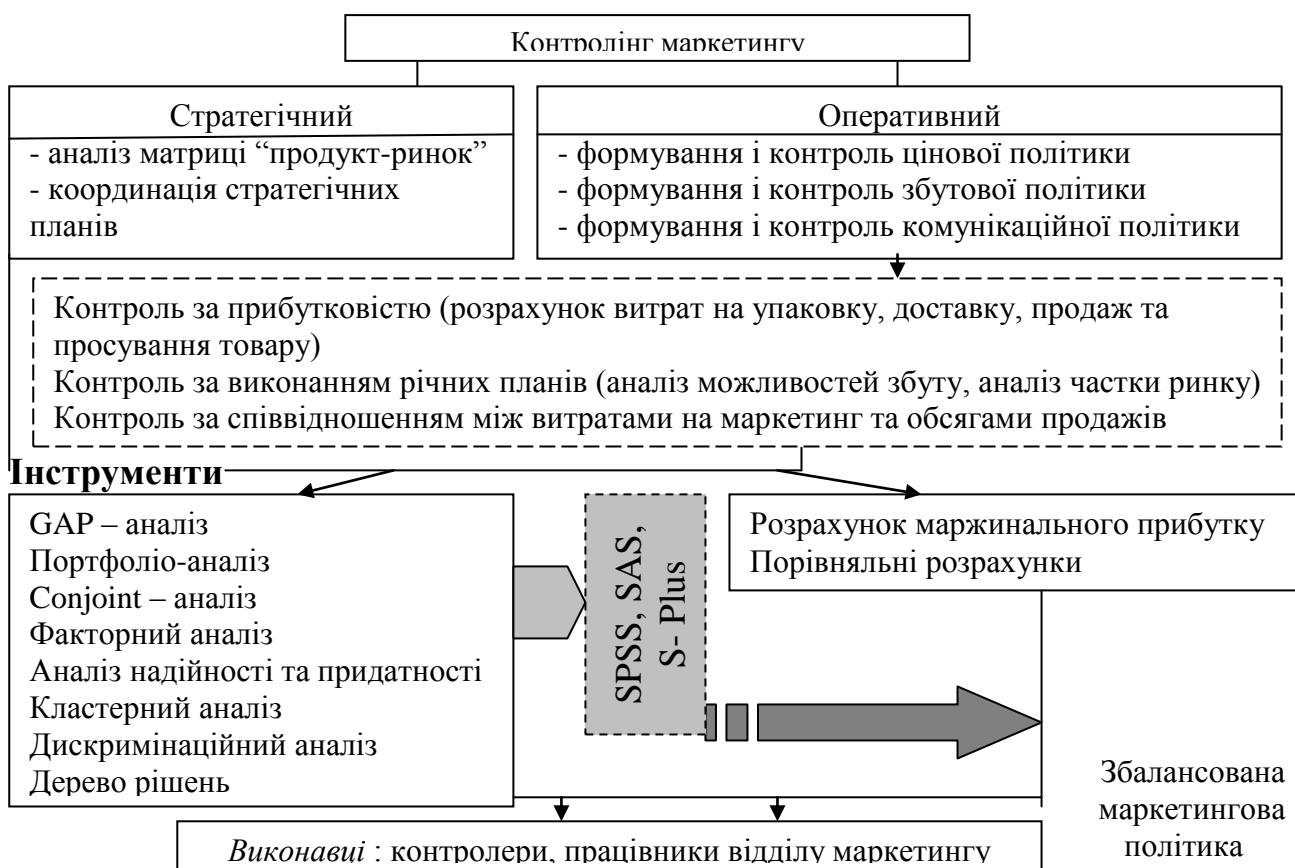 Контролінг маркетингу
Стратегічний
- аналіз матриці “продукт-ринок”
- координація стратегічних
планів
Оперативний
- формування і контроль цінової політики
- формування і контроль збутової політики
- формування і контроль комунікаційної політики
Контроль за прибутковістю (розрахунок витрат на упаковку, доставку, продаж та
просування товару)
Контроль за виконанням річних планів (аналіз можливостей збуту, аналіз частки ринку)
Контроль за співвідношенням між витратами на маркетинг та обсягами продажів
Інструменти
GAP – аналіз
Портфоліо-аналіз
Conjoint – аналіз
Факторний аналіз
Аналіз надійності та придатності
Кластерний аналіз
Дискримінаційний аналіз
Дерево рішень
SPSS, SAS,
S- Plus
Розрахунок маржинального прибутку
Порівняльні розрахунки
Збалансована
маркетингова
політика
Виконавці : контролери, працівники відділу маркетингу